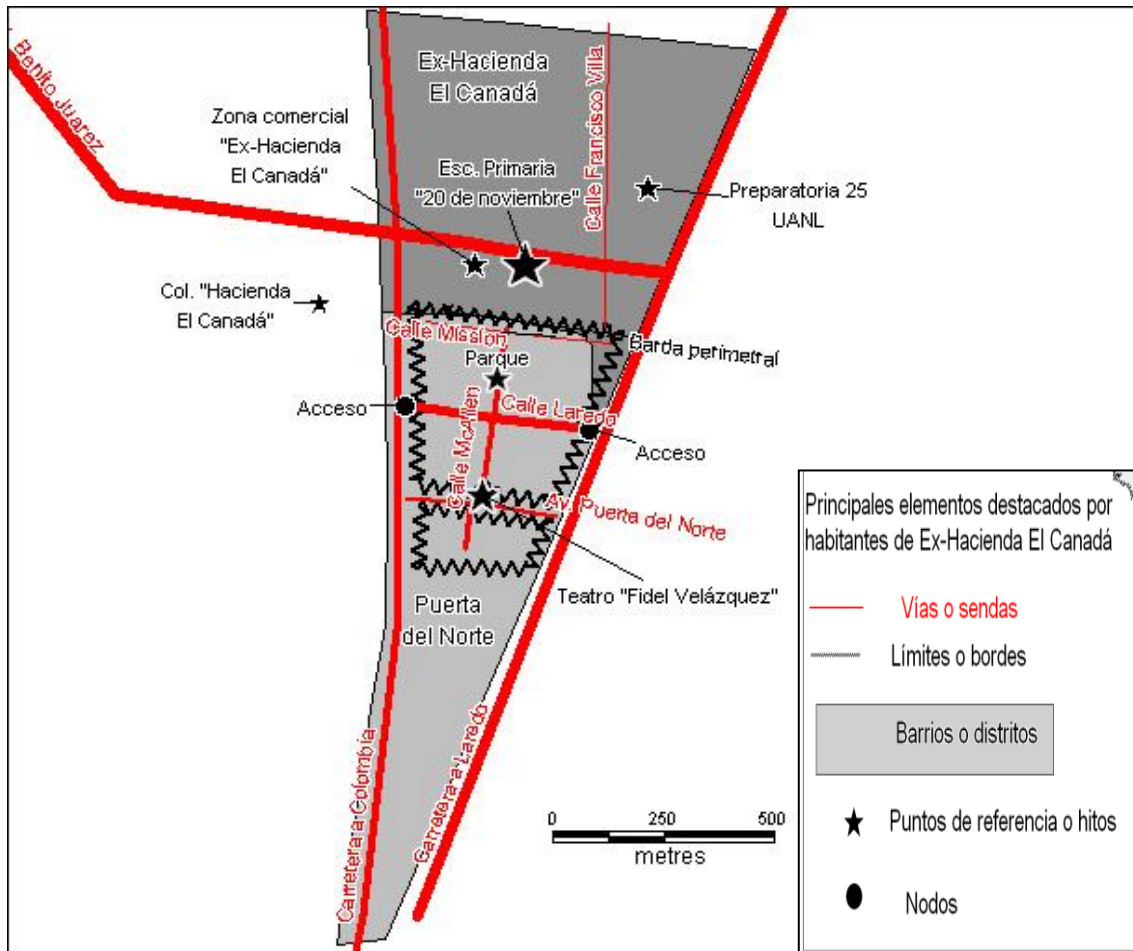 Benito Juarez
Ex-Hacienda
El Canadá
Calle Francisco Villa
Zona comercial
"Ex-Hacienda
El Canadá"
Esc. Primaria
"20 de noviembre"
Preparatoria 25
UANL
Col. "Hacienda
El Canadá"
Calle Mission
Barda perimetral
Parque
Acceso
Calle Laredo
Calle McAllen
Acceso
Av. Puerta del Norte
Teatro "Fidel Velázquez"
Puerta
del Norte
Carretera a Colombia
Carretera a Laredo
0 250 500
metres
Principales elementos destacados por
habitantes de Ex-Hacienda El Canadá
Vías o sendas
Límites o bordes
Barrios o distritos
Puntos de referencia o hitos
Nodos